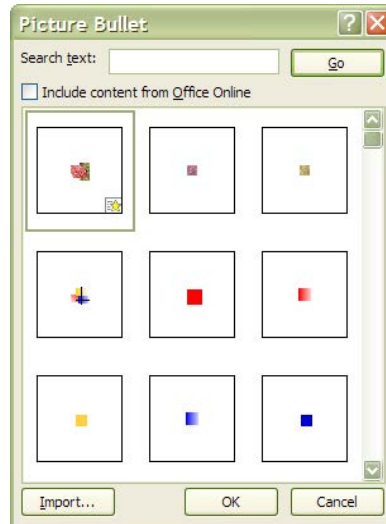 Picture Bullet
Search text:
Go
Include content from Office Online
Import...
OK
Cancel